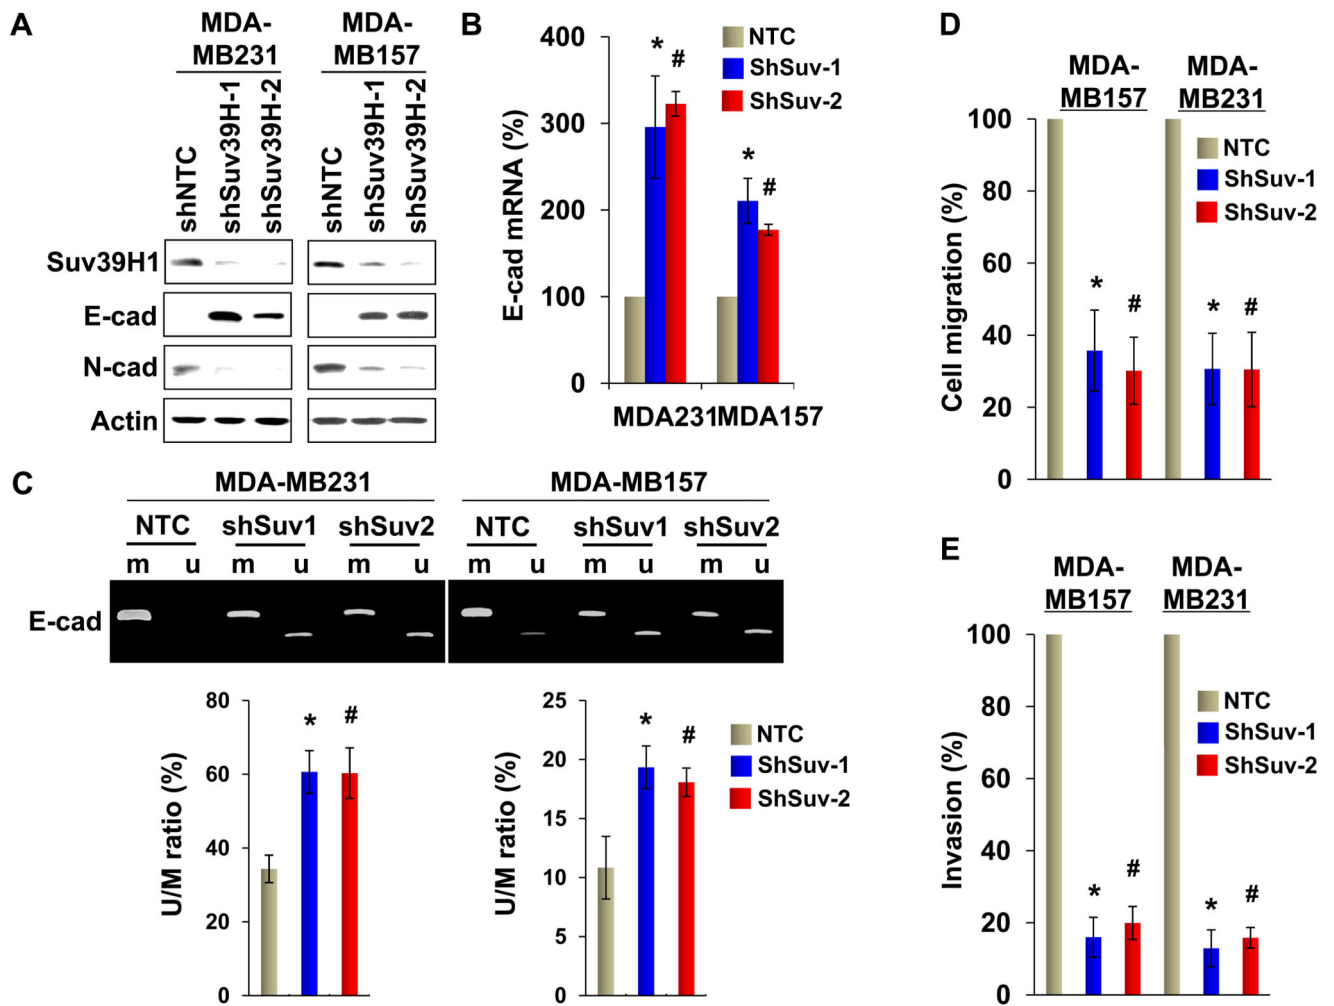 A
MDA-
MB231
MDA-
MB157
shNTC
shSuv39H-1
shSuv39H-2
shNTC
shSuv39H-1
shSuv39H-2
Suv39H1
E-cad
N-cad
Actin
B
E-cad mRNA (%)
400
300
200
100
0
* #
* #
NTC
ShSuv-1
ShSuv-2
MDA231 MDA157
C
MDA-MB231
MDA-MB157
NTC shSuv1 shSuv2
NTC shSuv1 shSuv2
m u m u m u
m u m u m u
E-cad
U/M ratio (%)
80
60
40
20
0
* #
U/M ratio (%)
25
20
15
10
5
0
* #
NTC
ShSuv-1
ShSuv-2
D
MDA-
MB157
MDA-
MB231
Cell migration (%)
100
80
60
40
20
0
* #
* #
NTC
ShSuv-1
ShSuv-2
E
MDA-
MB157
MDA-
MB231
Invasion (%)
100
80
60
40
20
0
* #
* #
NTC
ShSuv-1
ShSuv-2